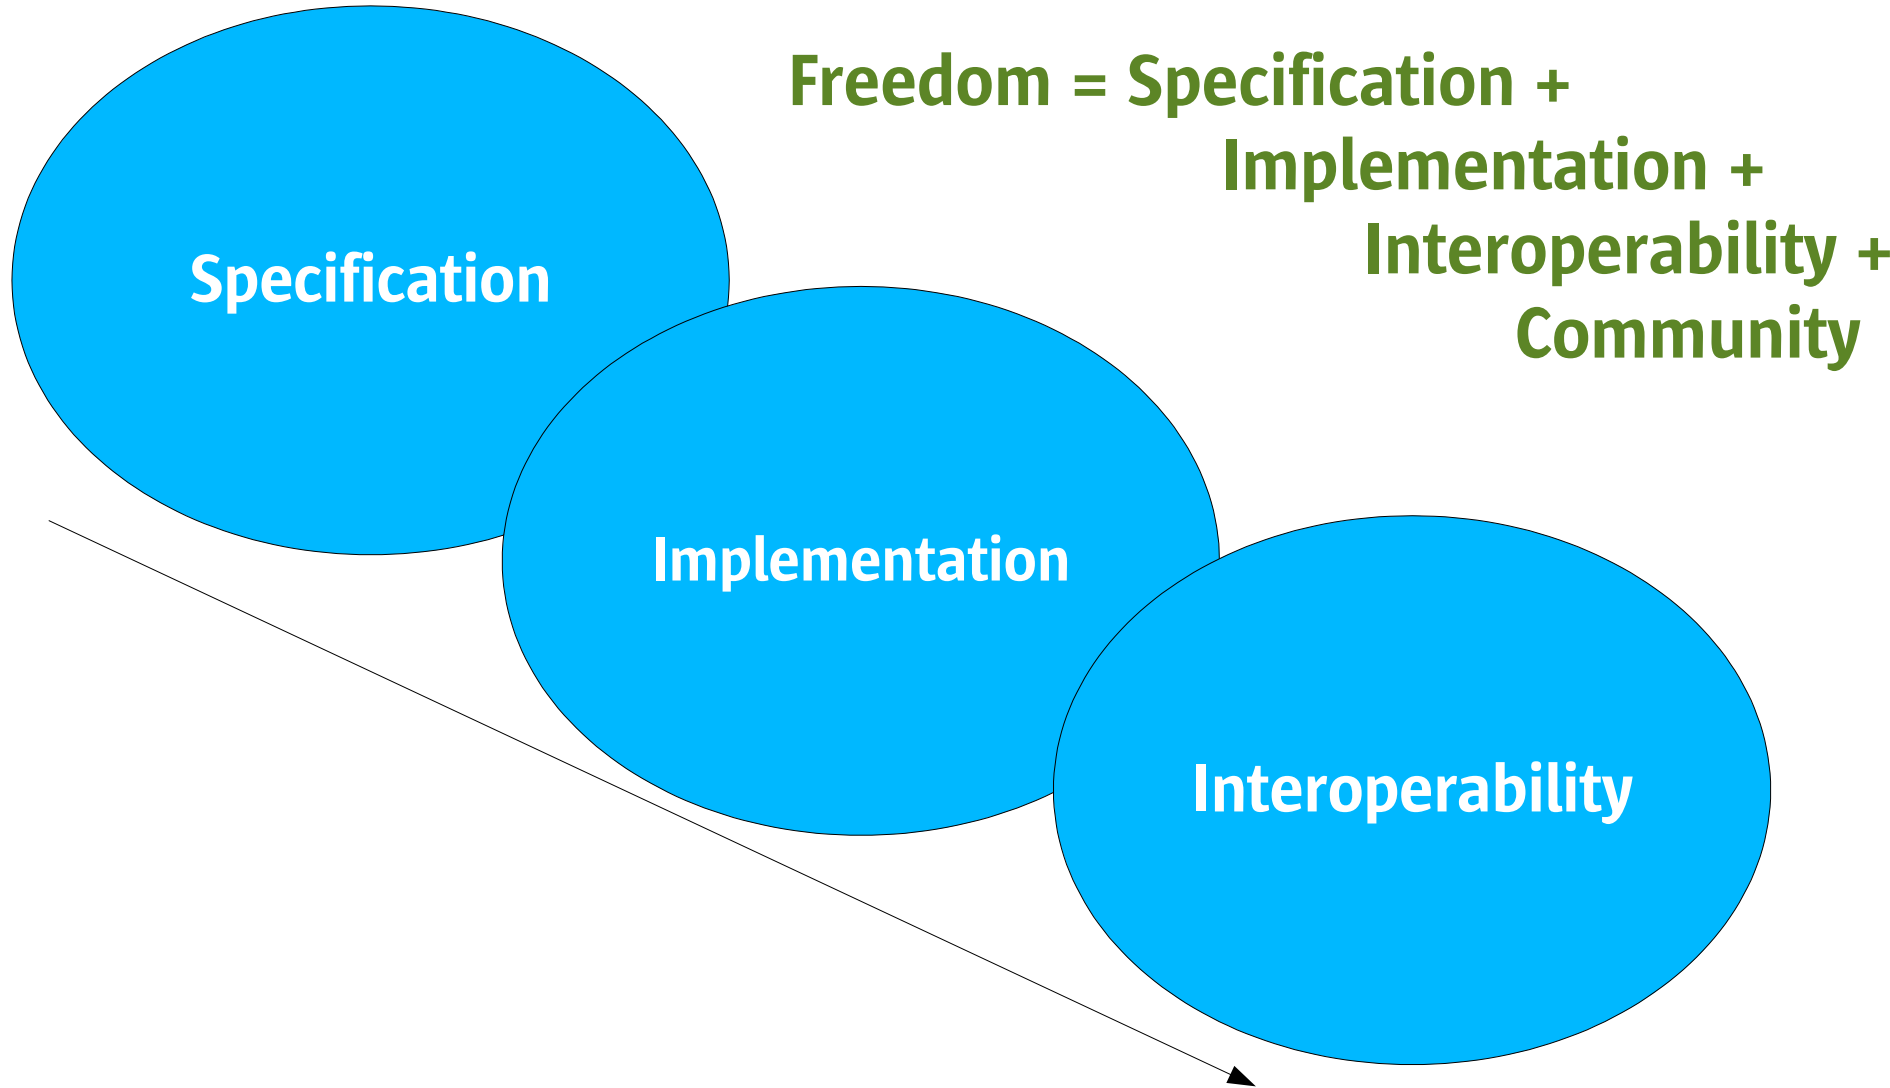 Freedom = Specification +
Implementation +
Interoperability +
Community
Specification
Implementation
Interoperability